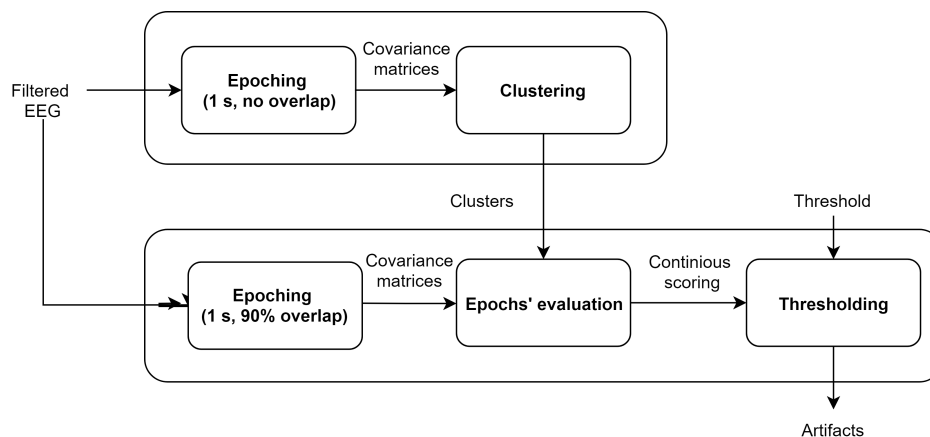 Filtered
EEG
Epoching
(1 s, no overlap)
Covariance
matrices
Clustering
Clusters
Threshold
Epoching
(1 s, 90% overlap)
Covariance
matrices
Epochs' evaluation
Continious
scoring
Thresholding
Artifacts